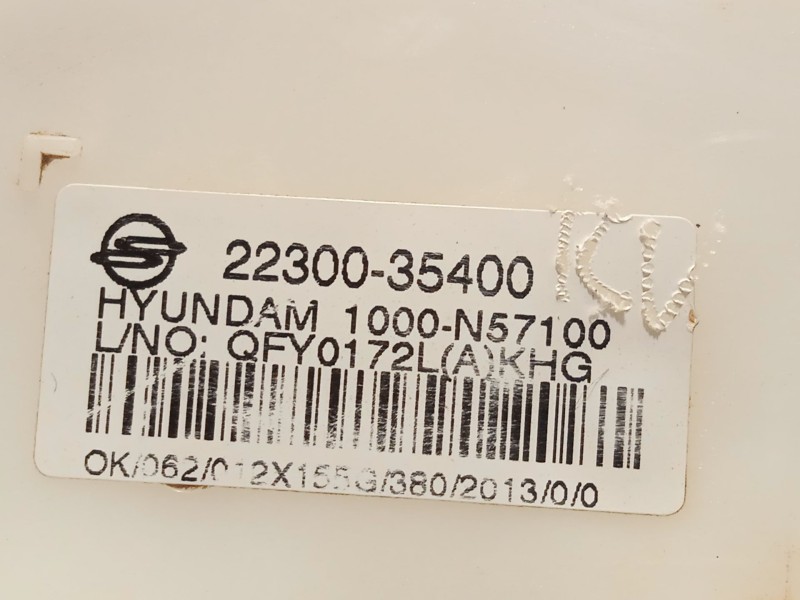 22300-35400
HYUNDAM 1000-N57100
L/NO: QFY0172L(A)KHG
OK/062/012X155G/380/2013/0/0